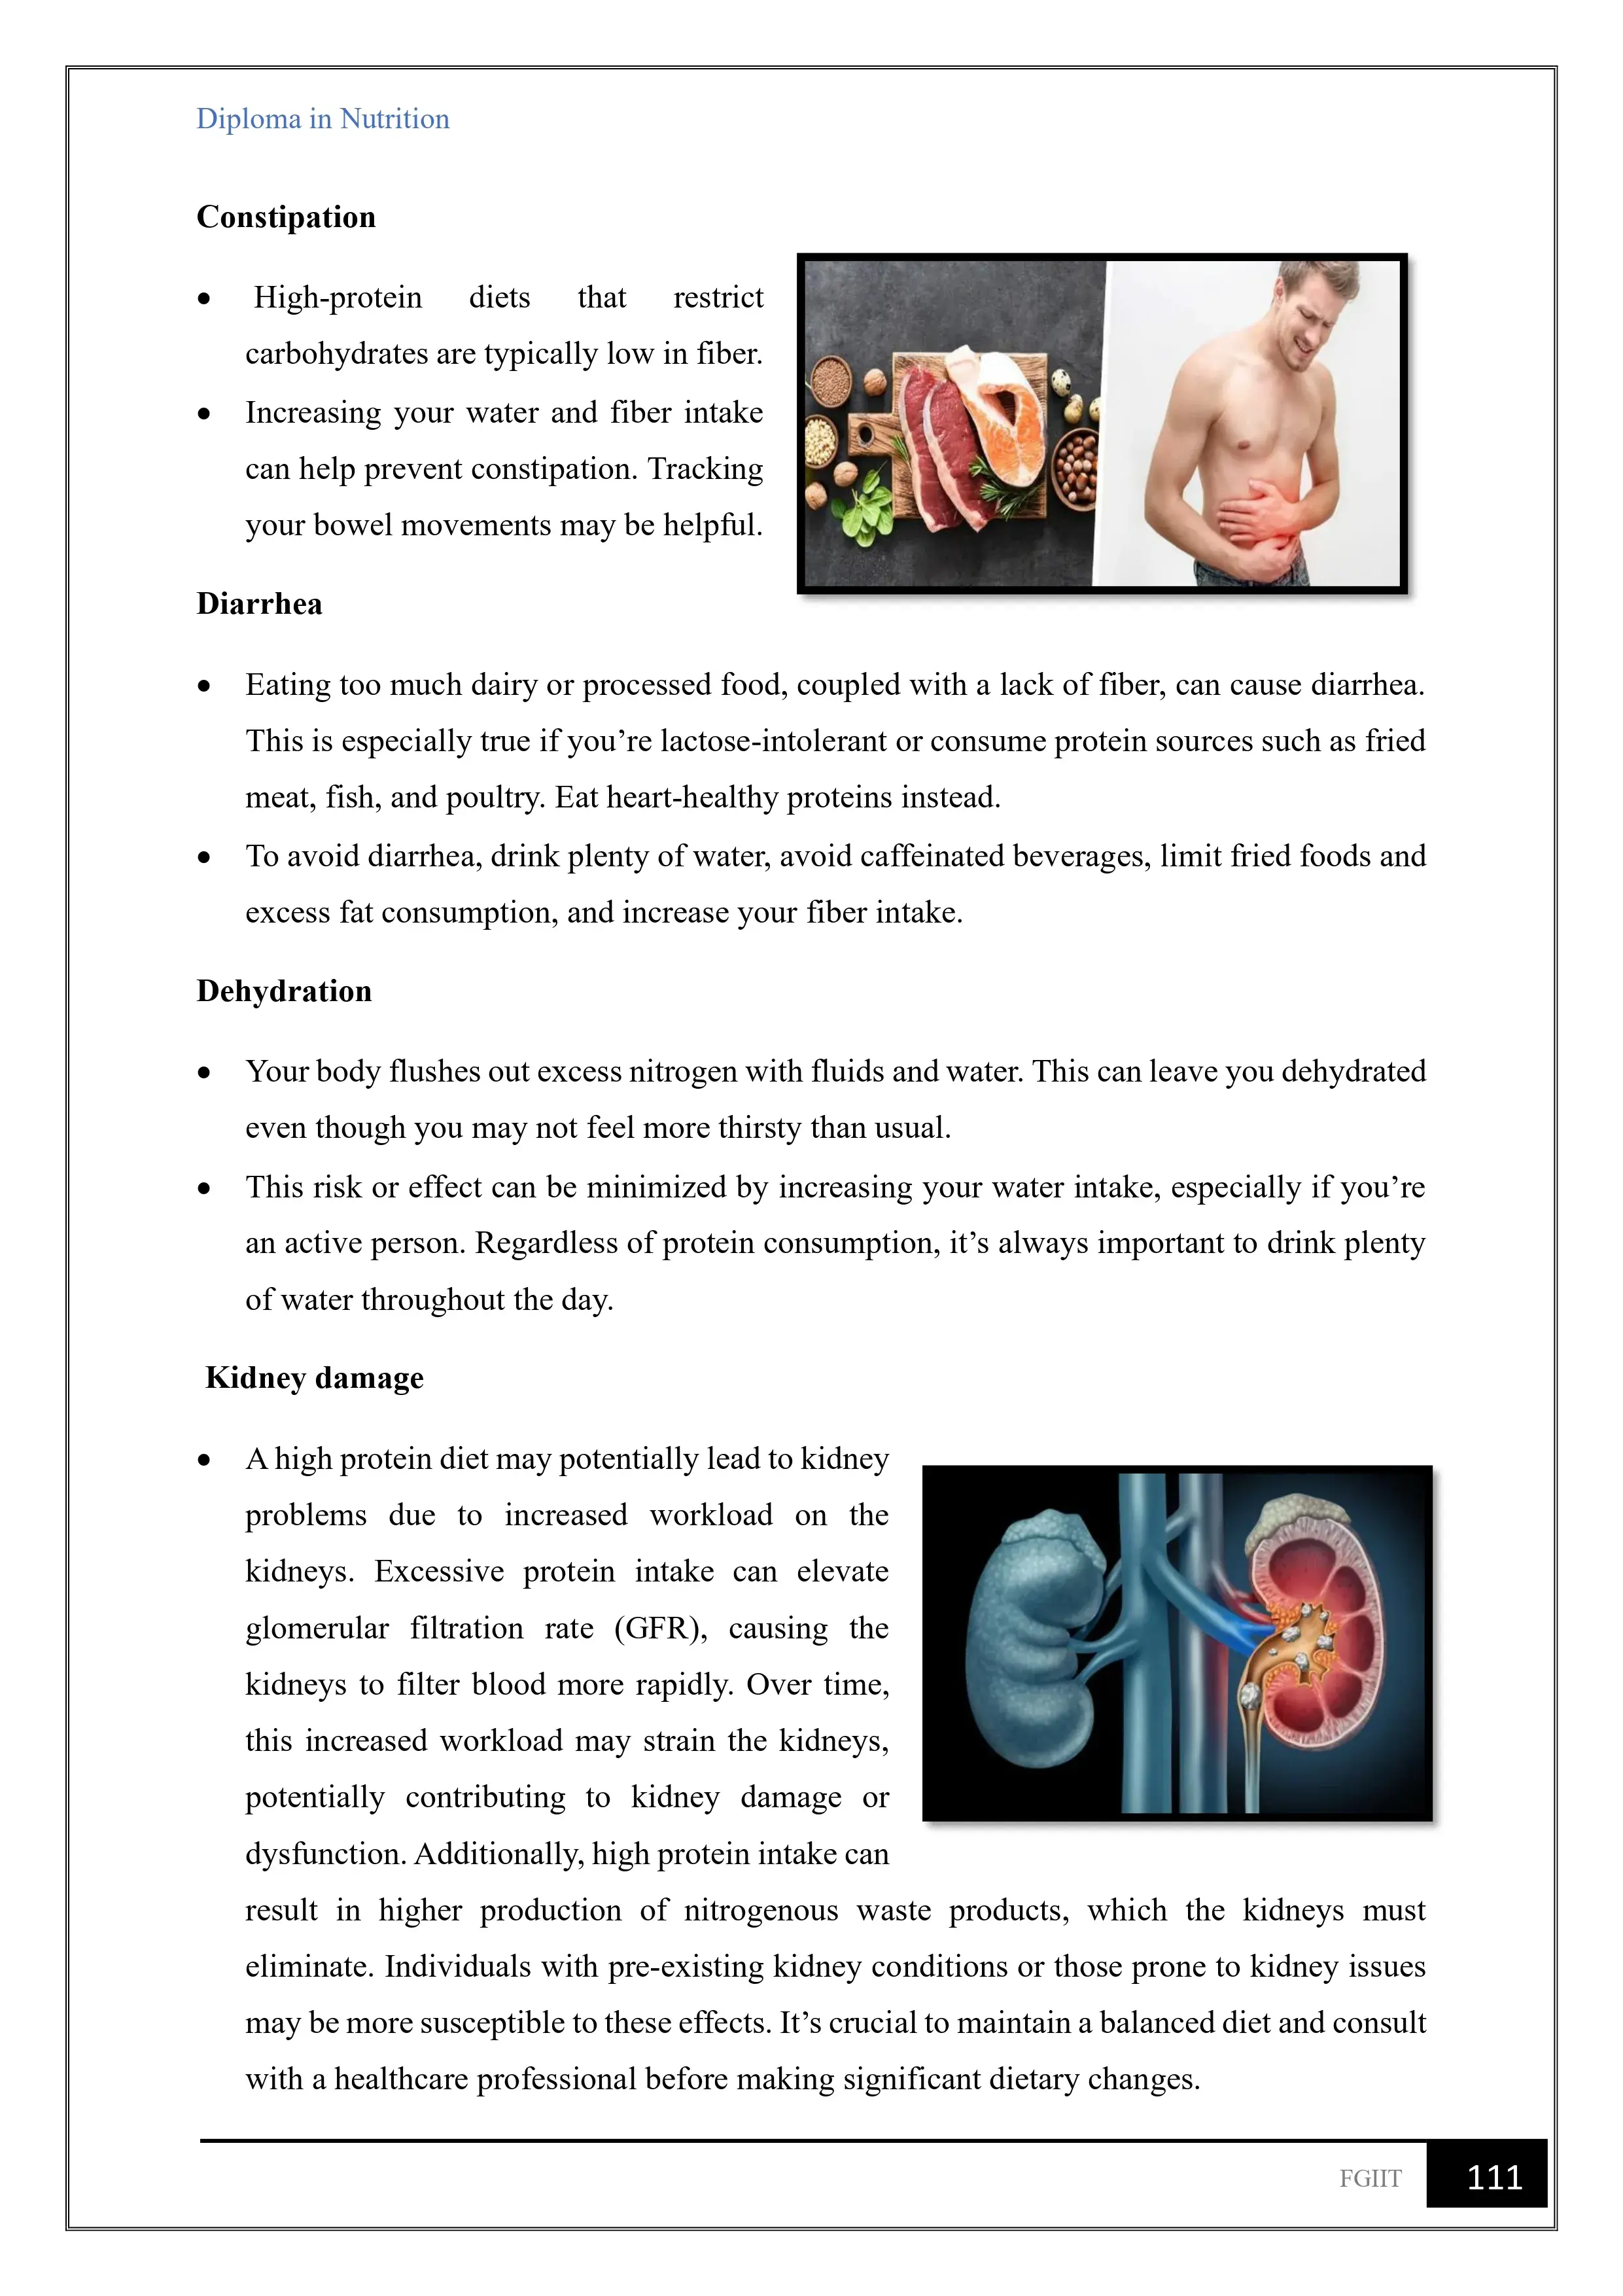 Diploma in Nutrition
Constipation
• High-protein diets that restrict
carbohydrates are typically low in fiber.
• Increasing your water and fiber intake
can help prevent constipation. Tracking
your bowel movements may be helpful.
Diarrhea
• Eating too much dairy or processed food, coupled with a lack of fiber, can cause diarrhea.
This is especially true if you’re lactose-intolerant or consume protein sources such as fried
meat, fish, and poultry. Eat heart-healthy proteins instead.
• To avoid diarrhea, drink plenty of water, avoid caffeinated beverages, limit fried foods and
excess fat consumption, and increase your fiber intake.
Dehydration
• Your body flushes out excess nitrogen with fluids and water. This can leave you dehydrated
even though you may not feel more thirsty than usual.
• This risk or effect can be minimized by increasing your water intake, especially if you’re
an active person. Regardless of protein consumption, it’s always important to drink plenty
of water throughout the day.
Kidney damage
• A high protein diet may potentially lead to kidney
problems due to increased workload on the
kidneys. Excessive protein intake can elevate
glomerular filtration rate (GFR), causing the
kidneys to filter blood more rapidly. Over time,
this increased workload may strain the kidneys,
potentially contributing to kidney damage or
dysfunction. Additionally, high protein intake can
result in higher production of nitrogenous waste products, which the kidneys must
eliminate. Individuals with pre-existing kidney conditions or those prone to kidney issues
may be more susceptible to these effects. It’s crucial to maintain a balanced diet and consult
with a healthcare professional before making significant dietary changes.
FGIIT 111